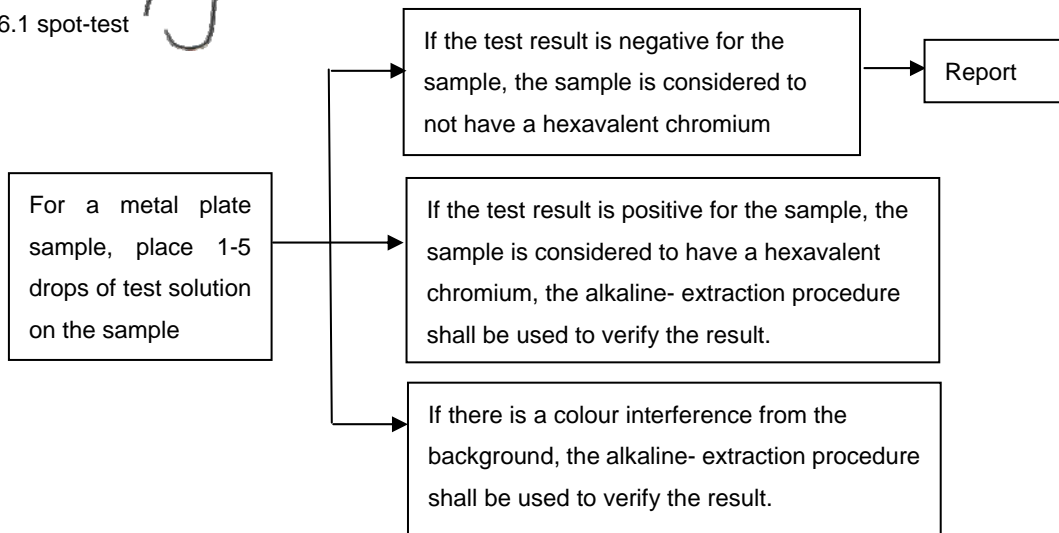 6.1 spot-test
If the test result is negative for the
sample, the sample is considered to
not have a hexavalent chromium
Report
For a metal plate
sample, place 1-5
drops of test solution
on the sample
If the test result is positive for the sample, the
sample is considered to have a hexavalent
chromium, the alkaline- extraction procedure
shall be used to verify the result.
If there is a colour interference from the
background, the alkaline- extraction procedure
shall be used to verify the result.